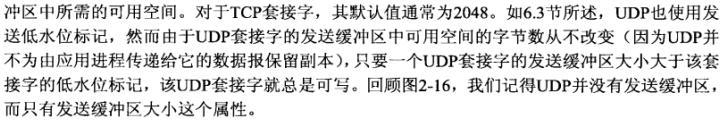 冲区中所需的可用空间。对于TCP套接字，其默认值通常为2048。如6.3节所述，UDP也使用发
送低水位标记，然而由于UDP套接字的发送缓冲区中可用空间的字节数从不改变（因为UDP并
不为由应用进程传递给它的数据报保留副本），只要一个UDP套接字的发送缓冲区大小大于该套
接字的低水位标记，该UDP套接字就总是可写。回顾图2-16，我们记得UDP并没有发送缓冲区，
而只有发送缓冲区大小这个属性。